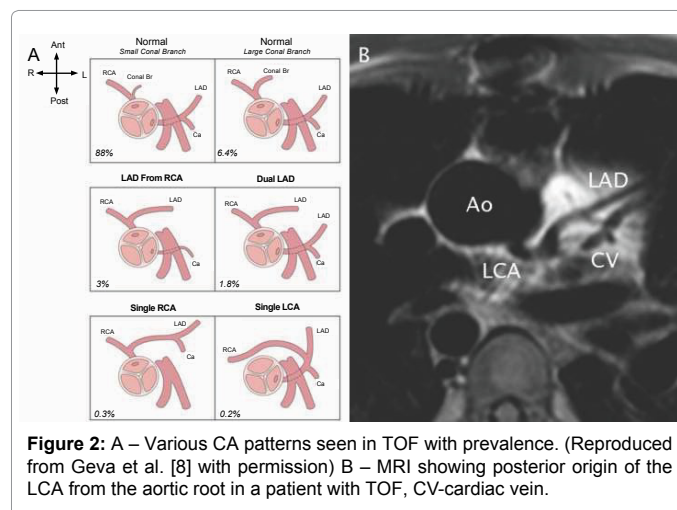 A
Ant
R
L
Post
Normal
Small Conal Branch
RCA
Conal Br
LAD
Ca
88%
Normal
Large Conal Branch
RCA
Conal Br
LAD
Ca
6.4%
LAD From RCA
RCA
LAD
Ca
3%
Dual LAD
RCA
LAD
LAD
Ca
1.8%
Single RCA
RCA
LAD
Ca
0.3%
Single LCA
RCA
LAD
Ca
0.2%
B
Ao
LAD
LCA
CV
Figure 2: A – Various CA patterns seen in TOF with prevalence. (Reproduced
from Geva et al. [8] with permission) B – MRI showing posterior origin of the
LCA from the aortic root in a patient with TOF, CV-cardiac vein.